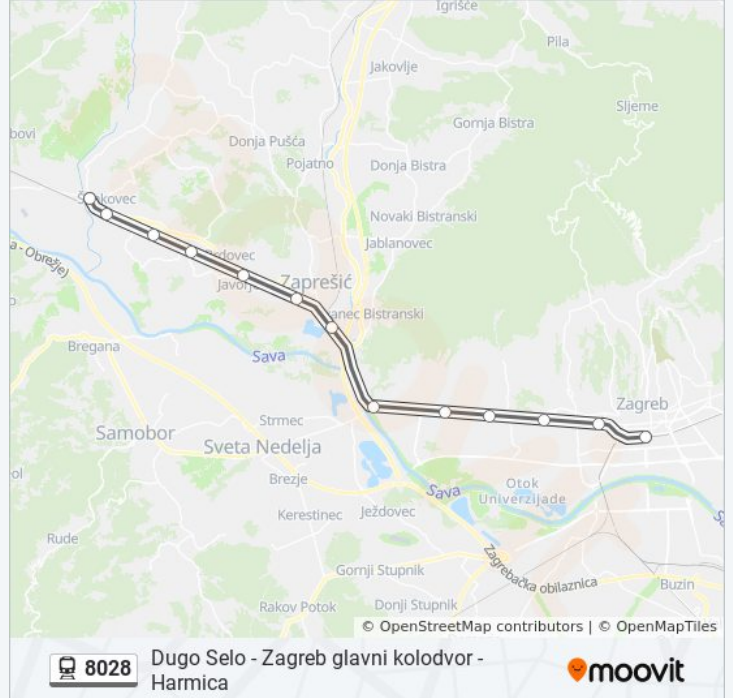 Igrišće
Pila
Jakovlje
Sljeme
bovi
Gornja Bistra
Donja Pušća
Pojatno
Donja Bistra
Novaki Bistranski
Jablanovec
a - Obrežje)
Zaprešić
Bregana
Sava
Zagreb
Strmec
Samobor
Sveta Nedelja
Brezje
Otok
Univerzijade
Sava
Kerestinec
Ježdovec
Rude
Gornji Stupnik
Zagrebačka obilaznica
Buzin
Rakov Potok
Donji Stupnik
© OpenStreetMap contributors | © OpenMapTiles
8028
Dugo Selo - Zagreb glavni kolodvor -
Harmica
moovit